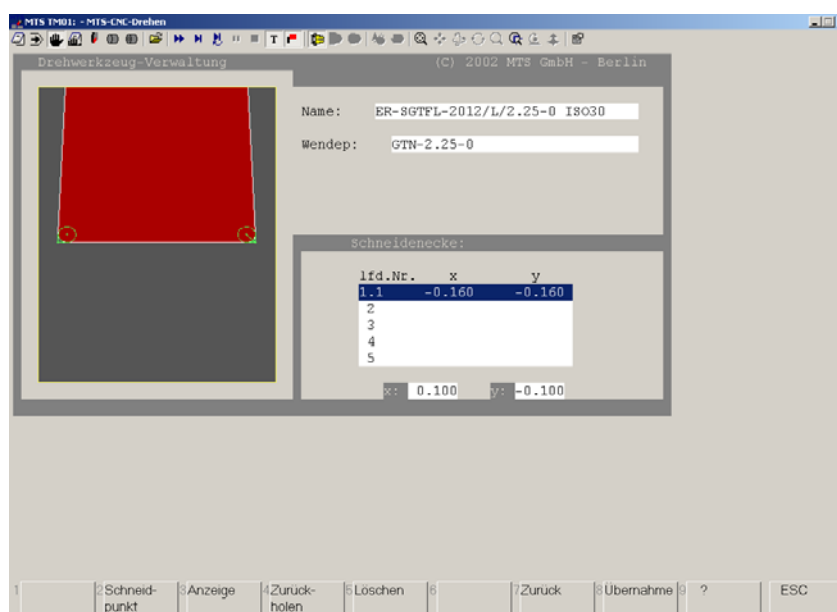 MTS TM01: - MTS-CNC-Drehen
T
Drehwerkzeug-Verwaltung (C) 2002 MTS GmbH - Berlin
Name: ER-SGTFL-2012/L/2.25-0 ISO30
Wendep: GTN-2.25-0
Schneidenecke:
lfd.Nr. x y
1.1 -0.160 -0.160
2
3
4
5
x: 0.100 y: -0.100
1 2 Schneid- 3 Anzeige 4 Zurück- 5 Löschen 6 7 Zurück 8 Übernahme 9 ? ESC
punkt holen